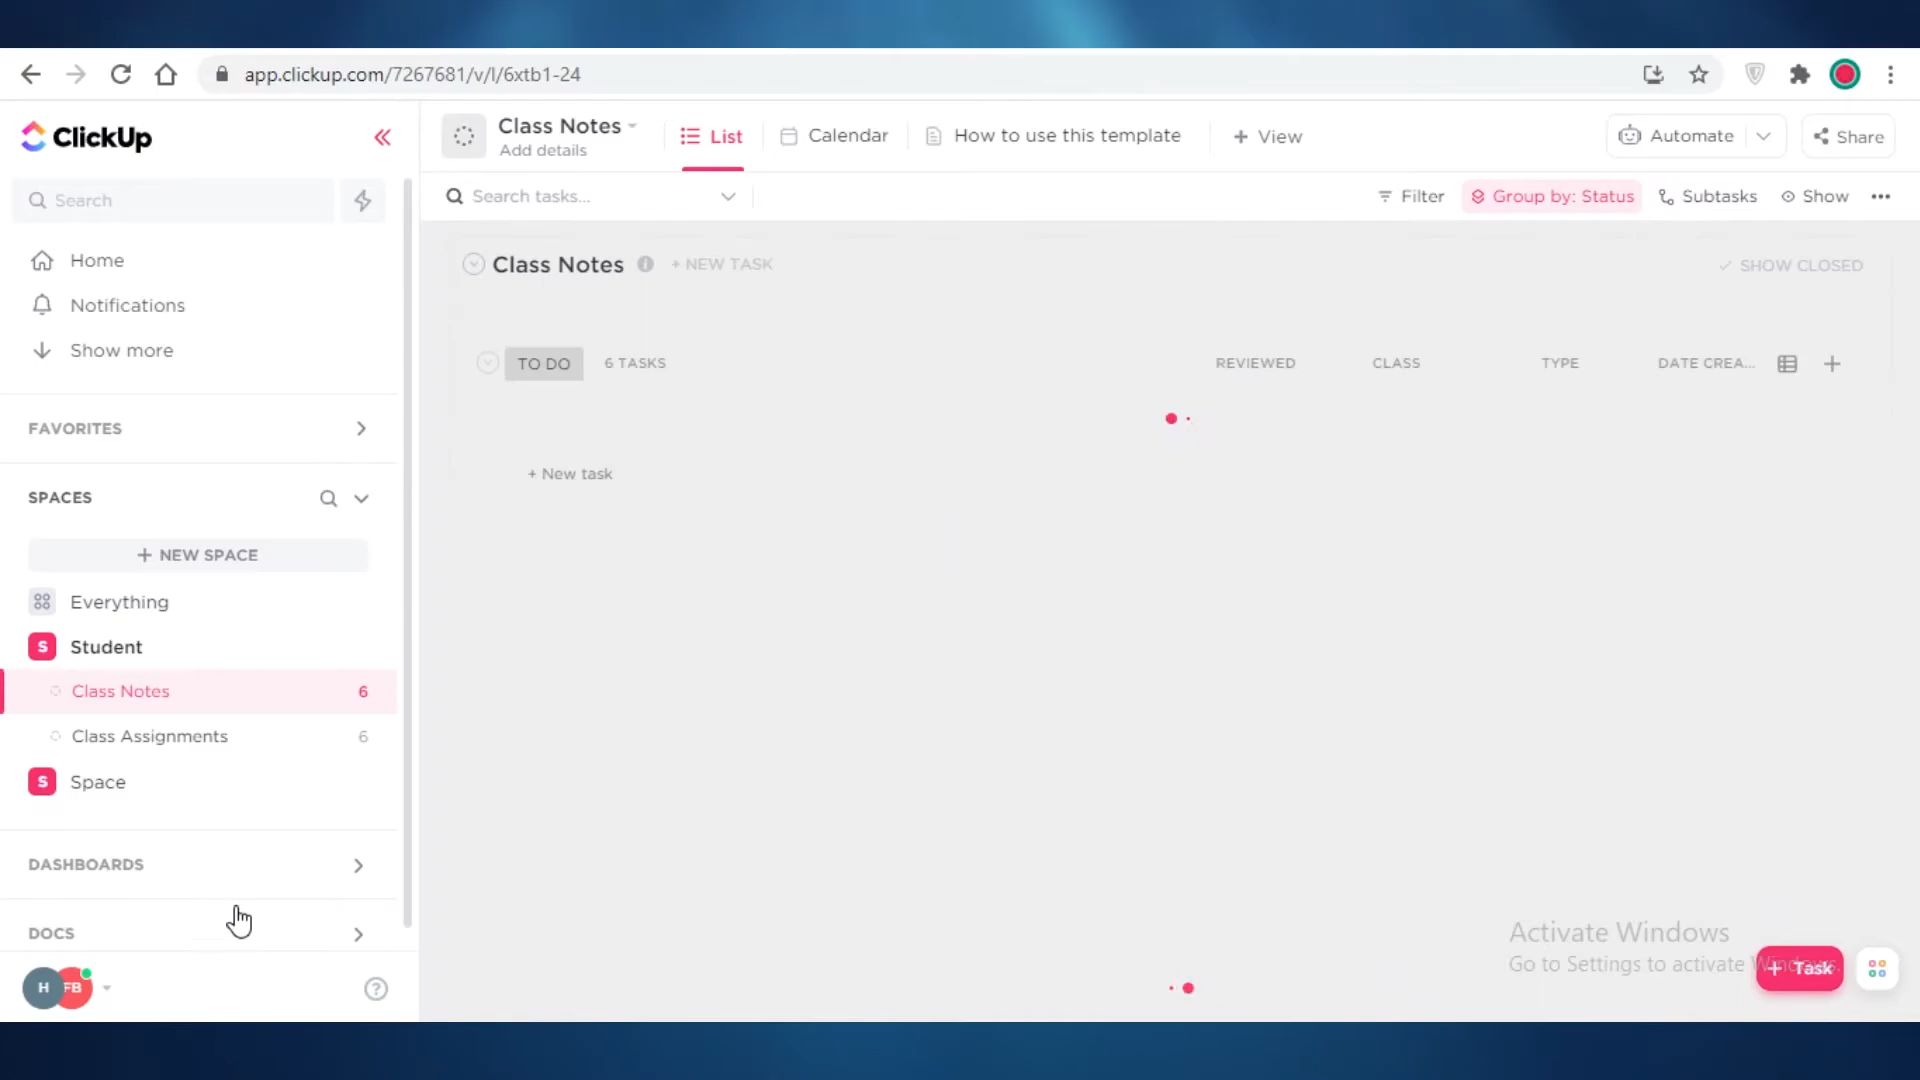 app.clickup.com/7267681/v/l/6xtb1-24
ClickUp
Search
Home
Notifications
Show more
FAVORITES
SPACES
+ NEW SPACE
Everything
S Student
Class Notes 6
Class Assignments 6
S Space
DASHBOARDS
DOCS
H FB
Class Notes
Add details
List
Calendar
How to use this template
+ View
Automate
Share
Search tasks...
Filter
Group by: Status
Subtasks
Show
Class Notes
+ NEW TASK
SHOW CLOSED
TO DO
6 TASKS
REVIEWED
CLASS
TYPE
DATE CREA...
+ New task
Activate Windows
Go to Settings to activate Windows.
+ Task